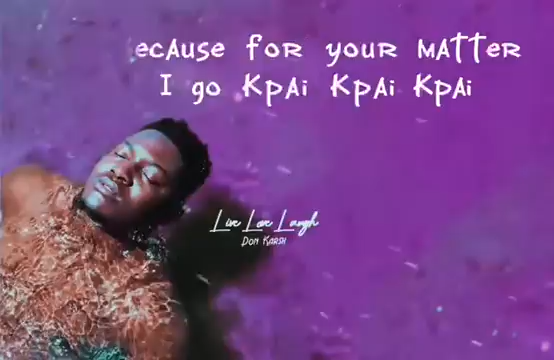 ecause for your matter
I go Kpai Kpai Kpai
Live Love Laugh
Don Karsh